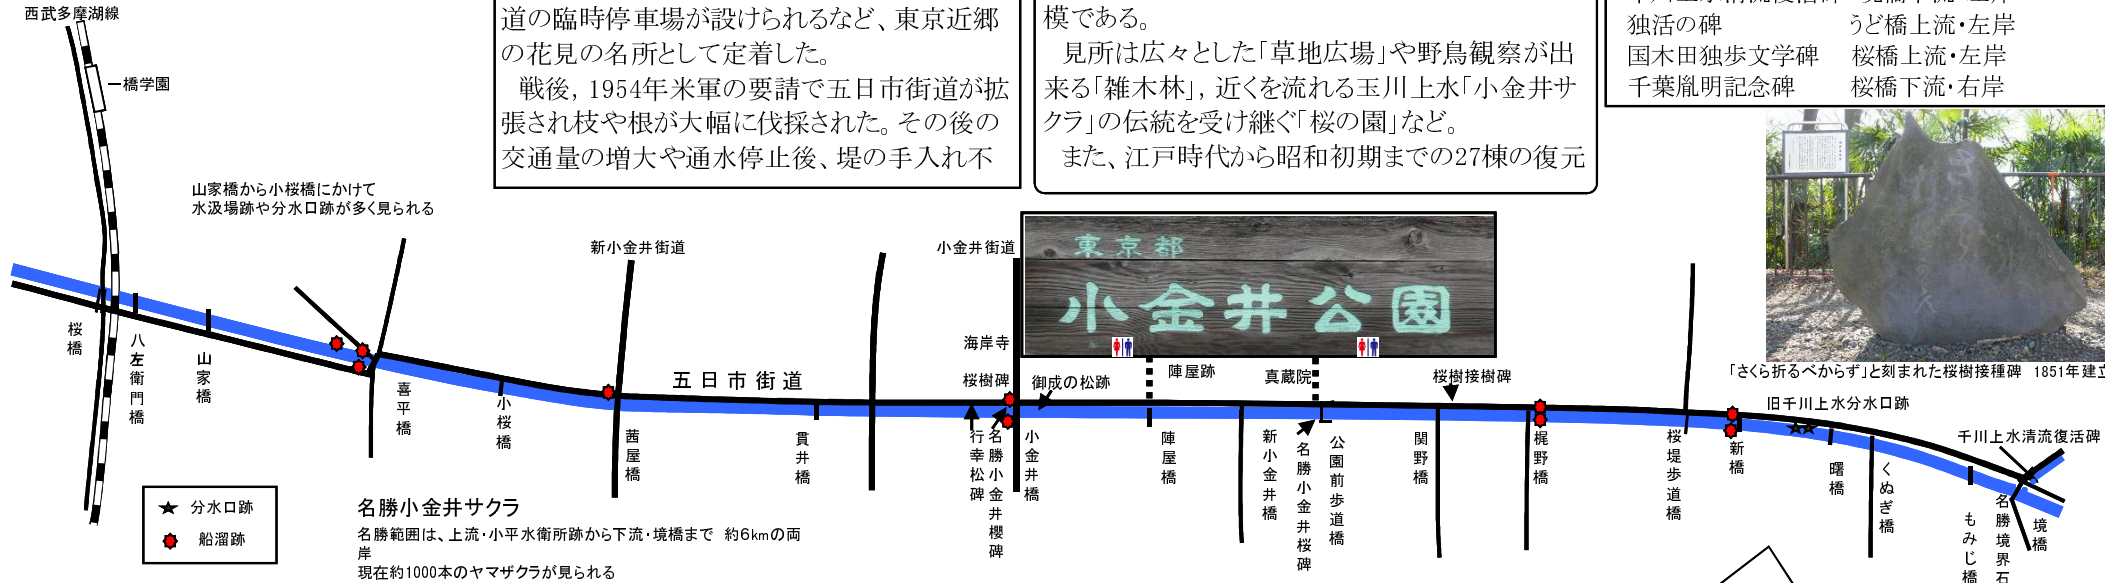 西武多摩湖線
一橋学園
道の臨時停車場が設けられるなど、東京近郷
の花見の名所として定着した。
戦後，1954年米軍の要請で五日市街道が拡
張され枝や根が大幅に伐採された。その後の
交通量の増大や通水停止後、堤の手入れ不
模である。
見所は広々とした「草地広場」や野鳥観察が出
来る「雑木林」，近くを流れる玉川上水「小金井サ
クラ」の伝統を受け継ぐ「桜の園」など。
また、江戸時代から昭和初期までの27棟の復元
独活の碑 うど橋上流・左岸
国木田独歩文学碑 桜橋上流・左岸
千葉胤明記念碑 桜橋下流・右岸
山家橋から小桜橋にかけて
水汲場跡や分水口跡が多く見られる
新小金井街道
小金井街道
東京都
小金井公園
「さくら折るべからず」と刻まれた桜樹接種碑 1851年建立
海岸寺
桜樹碑
御成の松跡
陣屋跡
真蔵院
桜樹接樹碑
旧千川上水分水口跡
千川上水清流復活碑
五日市街道
桜橋
八左衛門橋
山家橋
喜平橋
小桜橋
茜屋橋
貫井橋
行幸松碑
名勝小金井櫻碑
小金井橋
陣屋橋
新小金井橋
名勝小金井桜碑
公園前歩道橋
関野橋
梶野橋
桜堤歩道橋
新橋
曙橋
くぬぎ橋
もみじ橋
名勝境界石
境橋
分水口跡
船溜跡
名勝小金井サクラ
名勝範囲は、上流・小平水衛所跡から下流・境橋まで 約6kmの両
岸
現在約1000本のヤマザクラが見られる